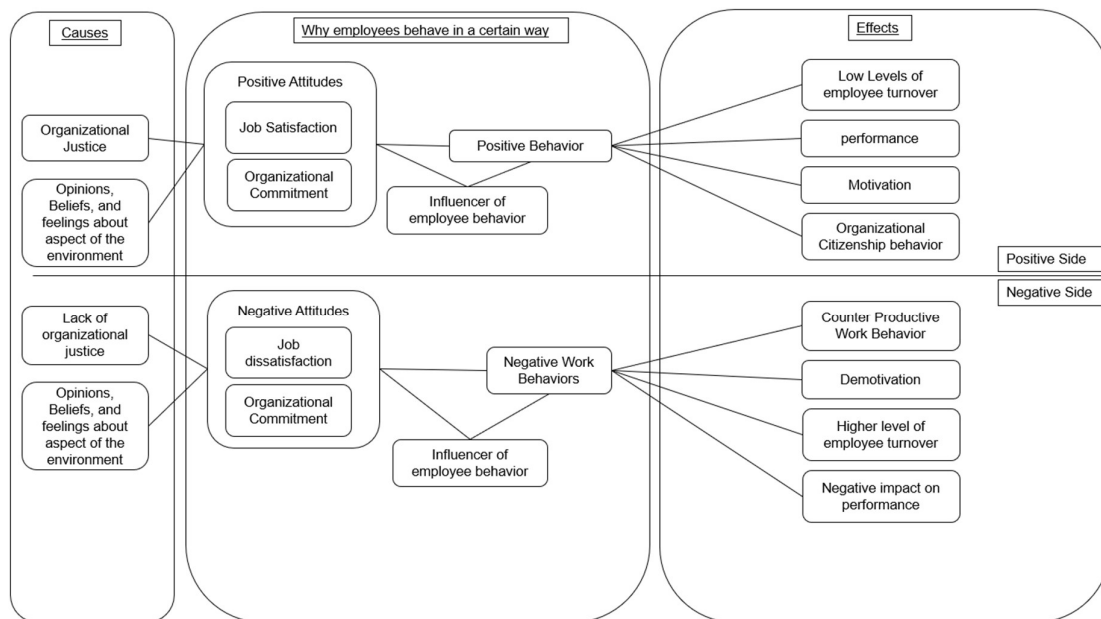 Causes
Why employees behave in a certain way
Effects
Positive Attitudes
Job Satisfaction
Organizational
Commitment
Organizational
Justice
Opinions,
Beliefs, and
feelings about
aspect of the
environment
Positive Behavior
Influencer of
employee behavior
Low Levels of
employee turnover
performance
Motivation
Organizational
Citizenship behavior
Positive Side
Negative Side
Lack of
organizational
justice
Opinions,
Beliefs, and
feelings about
aspect of the
environment
Negative Attitudes
Job
dissatisfaction
Organizational
Commitment
Negative Work
Behaviors
Influencer of
employee behavior
Counter Productive
Work Behavior
Demotivation
Higher level of
employee turnover
Negative impact on
performance